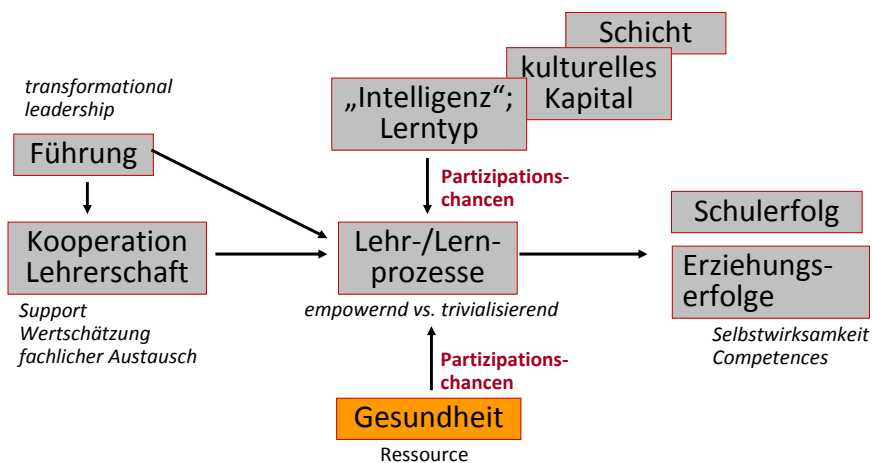 Schicht
kulturelles
Kapital
„Intelligenz“;
Lerntyp
transformational
leadership
Führung
Partizipations-
chancen
Schulerfolg
Kooperation
Lehrerschaft
Lehr-/Lern-
prozesse
Erziehungs-
erfolge
Support
Wertschätzung
fachlicher Austausch
empowernd vs. trivialisierend
Selbstwirksamkeit
Competences
Partizipations-
chancen
Gesundheit
Ressource